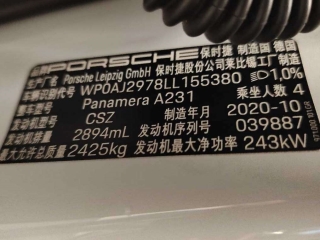 品牌 PORSCHE 保时捷 制造国 德国
生产厂名 Porsche Leipzig GmbH 保时捷股份公司莱比锡工厂制造
车辆识别代号 WP0AJ2978LL155380 1,0%
整车型号 Panamera A231 乘坐人数 4
发动机型号 CSZ 制造年月 2020-10
发动机排量 2894mL 发动机序号 039887
最大允许总质量 2425kg 发动机最大净功率 243kW